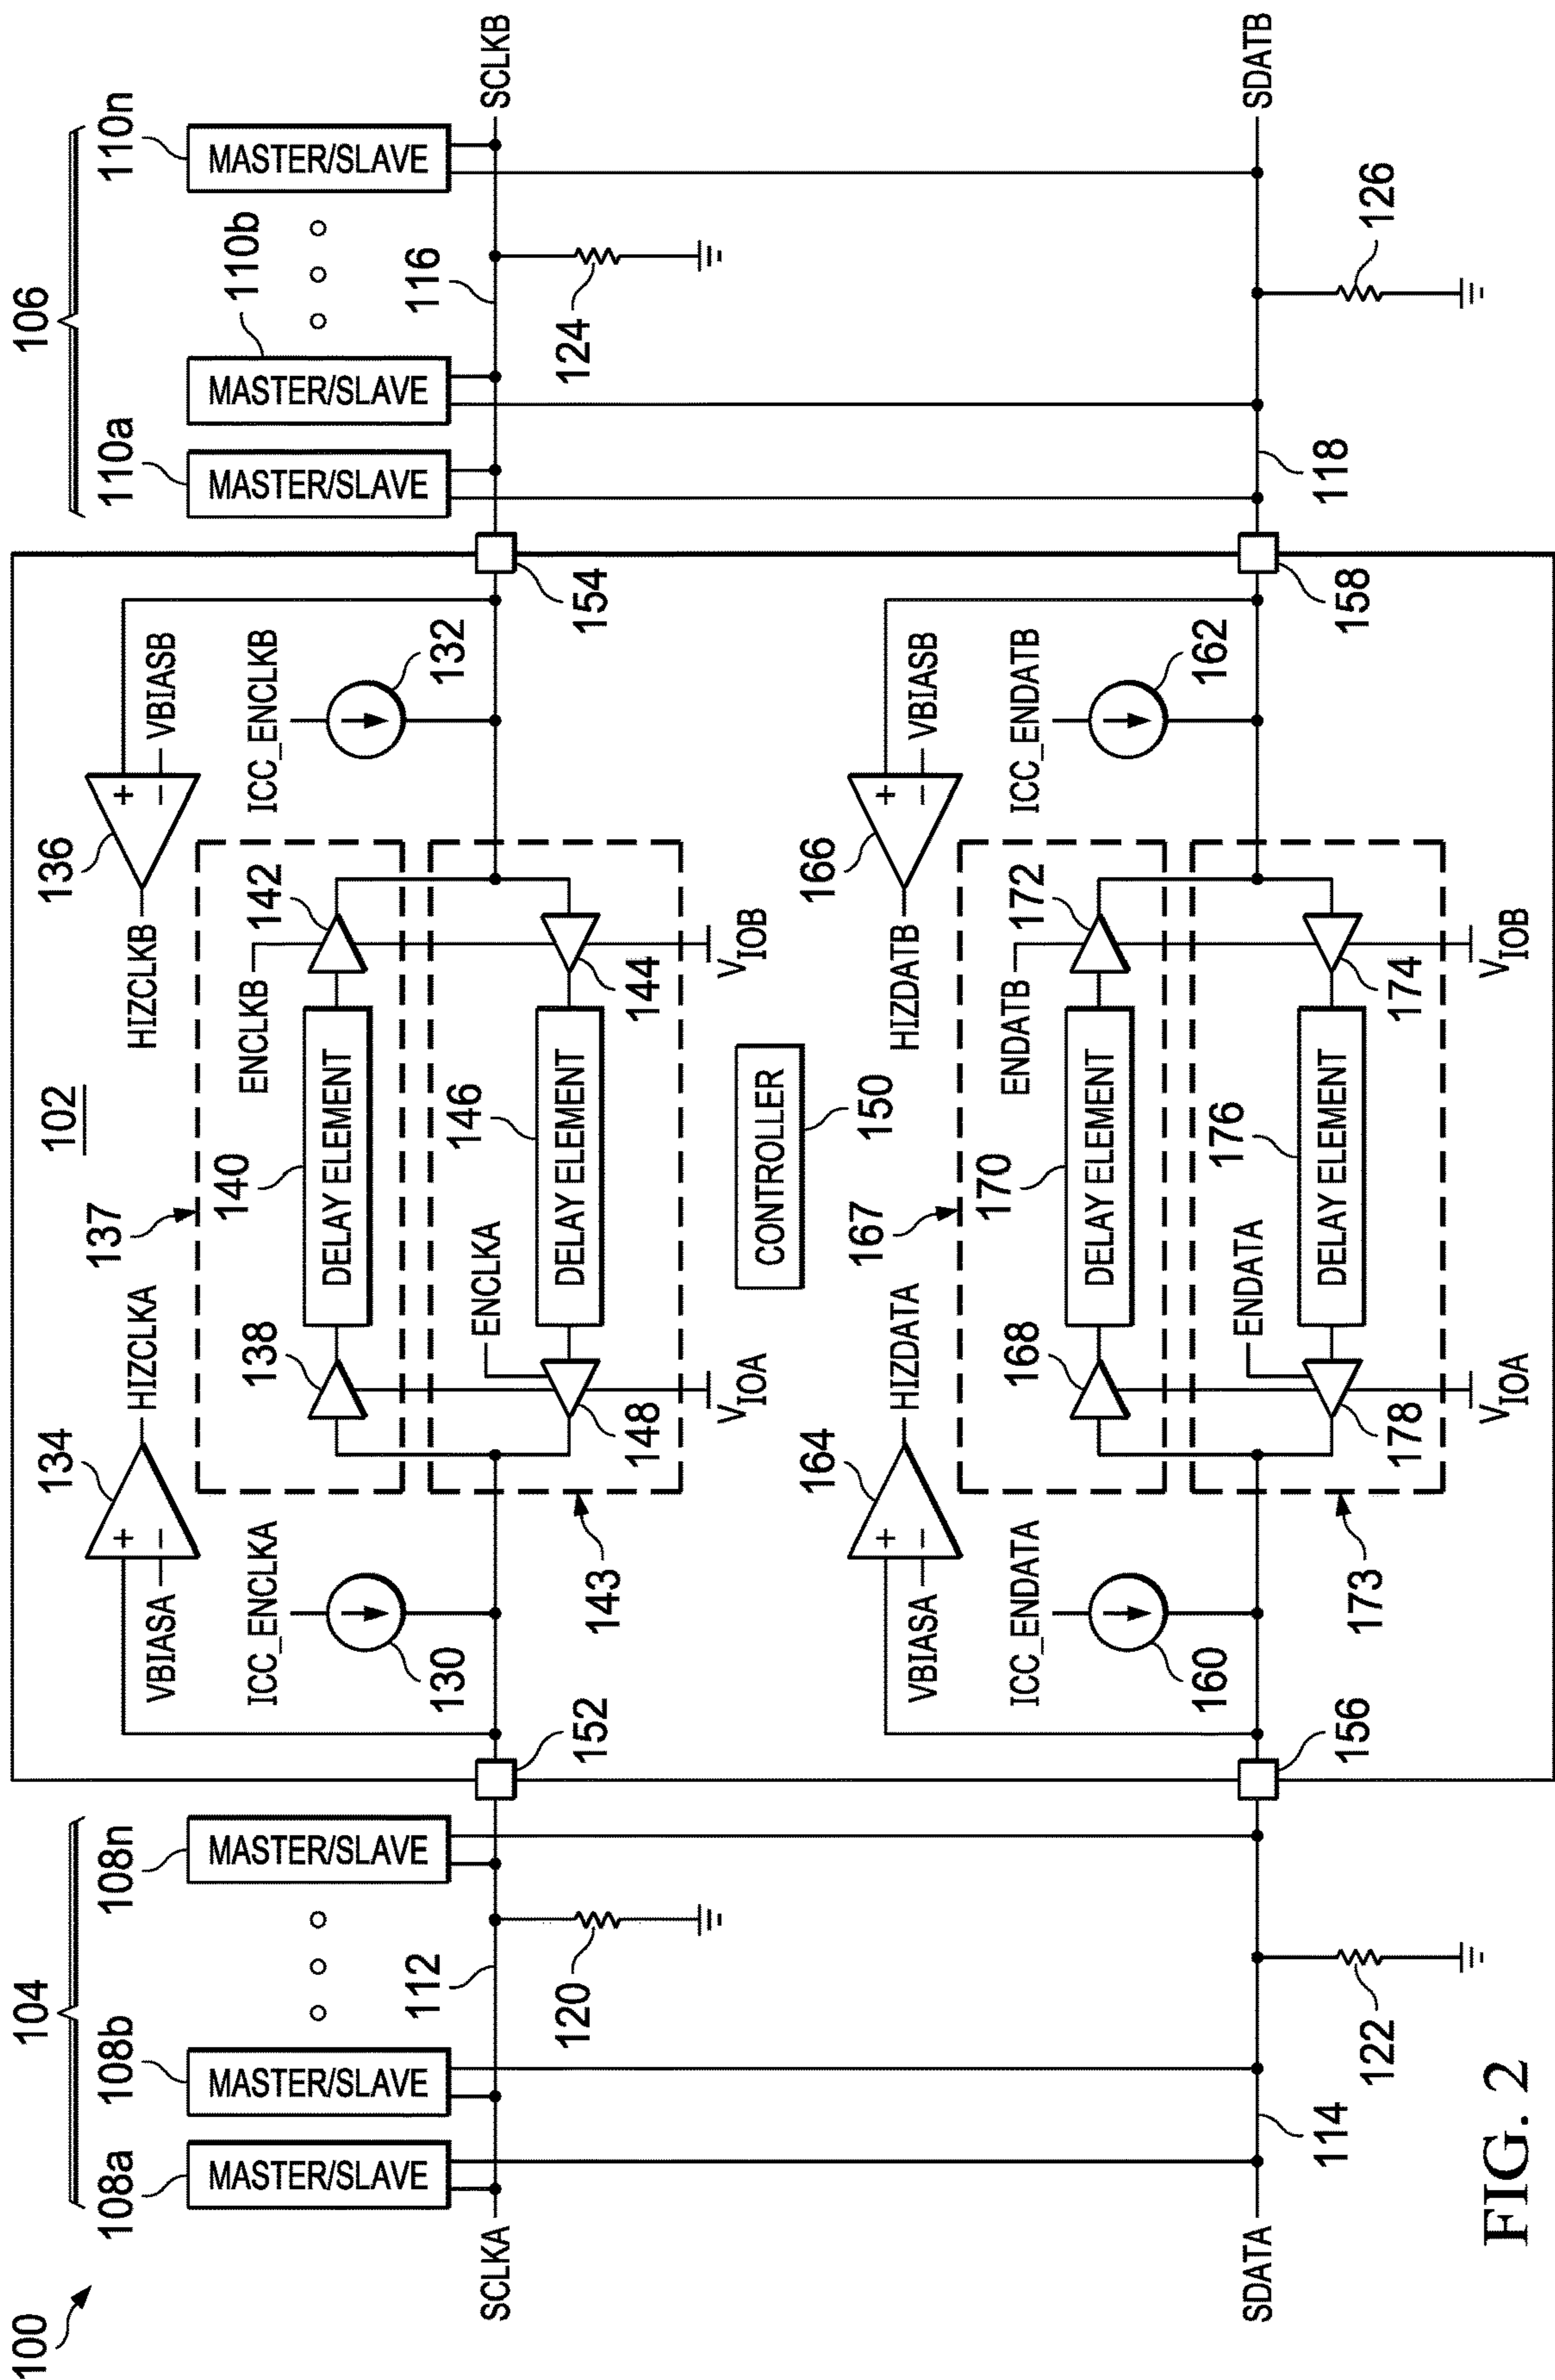 100
104
102
106
108a
108b
108n
110a
110b
110n
MASTER/SLAVE
MASTER/SLAVE
MASTER/SLAVE
MASTER/SLAVE
MASTER/SLAVE
MASTER/SLAVE
134
HIZCLKA
137
HIZCLKB
136
VBIASA
+
−
+
−
VBIASB
ICC_ENCLKA
130
138
140
DELAY ELEMENT
ENCLKB
142
ICC_ENCLKB
132
SCLKA
112
152
154
116
SCLKB
120
143
148
ENCLKA
146
DELAY ELEMENT
144
124
VIOA
VIOB
CONTROLLER
150
164
HIZDATA
167
HIZDATB
166
VBIASA
+
−
+
−
VBIASB
ICC_ENDATA
160
168
170
DELAY ELEMENT
ENDATB
172
ICC_ENDATB
162
SDATA
114
156
158
118
SDATB
122
173
178
ENDATA
176
DELAY ELEMENT
174
126
VIOA
VIOB
FIG. 2